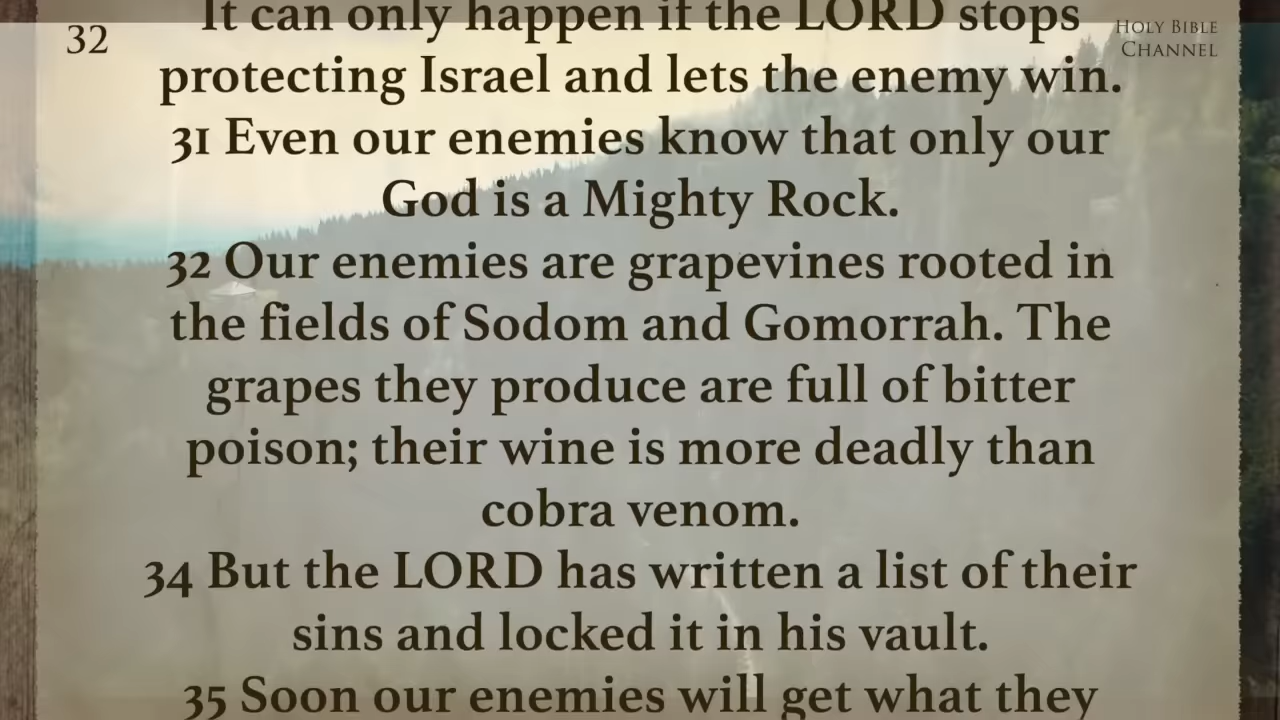 It can only happen if the LORD stops
32
HOLY BIBLE
CHANNEL
protecting Israel and lets the enemy win.
31 Even our enemies know that only our
God is a Mighty Rock.
32 Our enemies are grapevines rooted in
the fields of Sodom and Gomorrah. The
grapes they produce are full of bitter
poison; their wine is more deadly than
cobra venom.
34 But the LORD has written a list of their
sins and locked it in his vault.
35 Soon our enemies will get what they